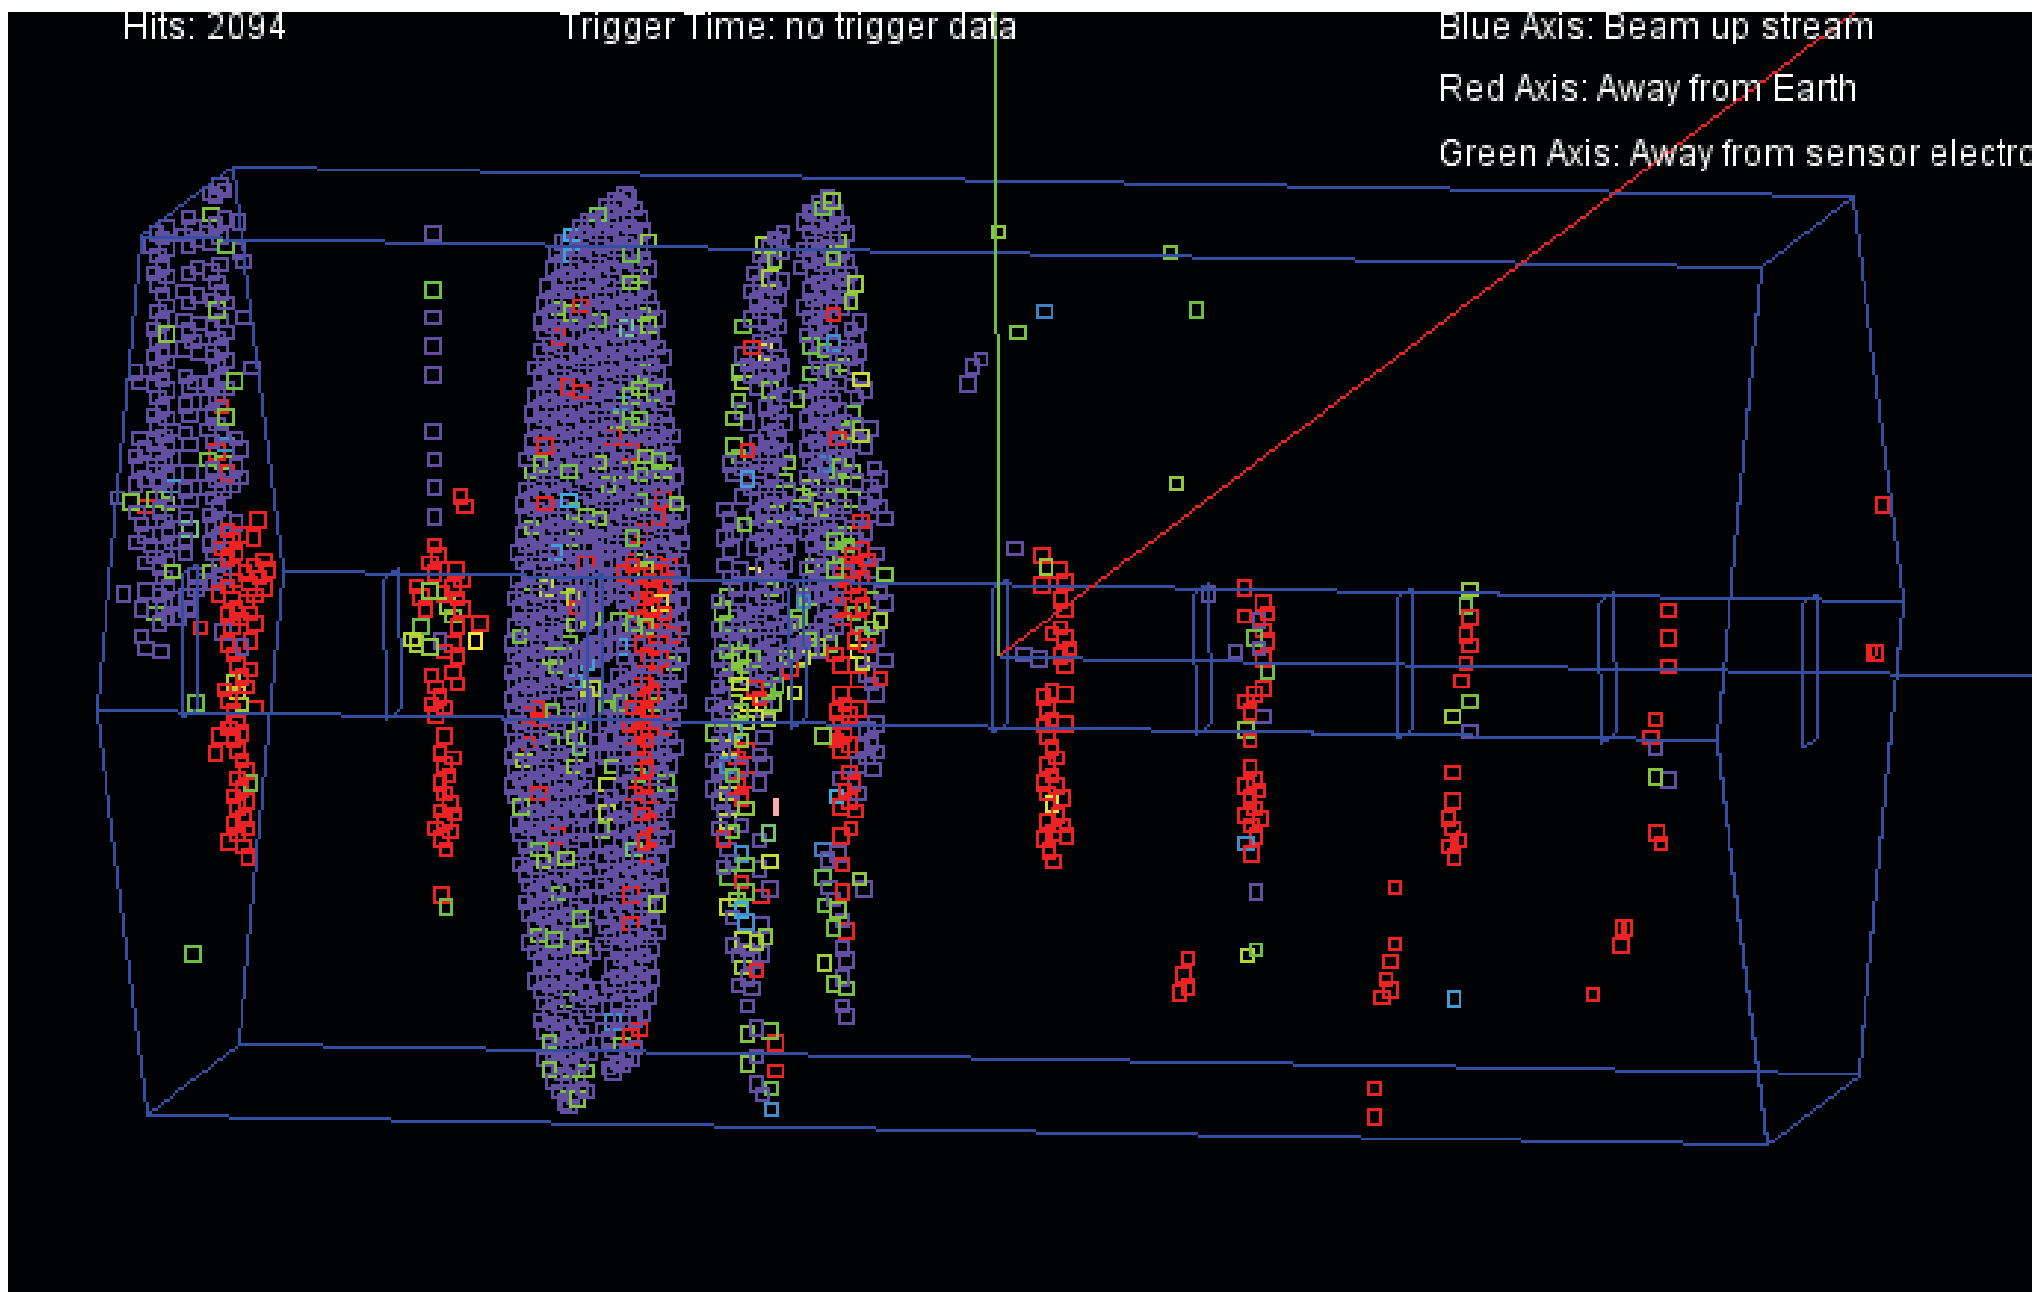 Hits: 2094
Trigger Time: no trigger data
Blue Axis: Beam up stream
Red Axis: Away from Earth
Green Axis: Away from sensor electro